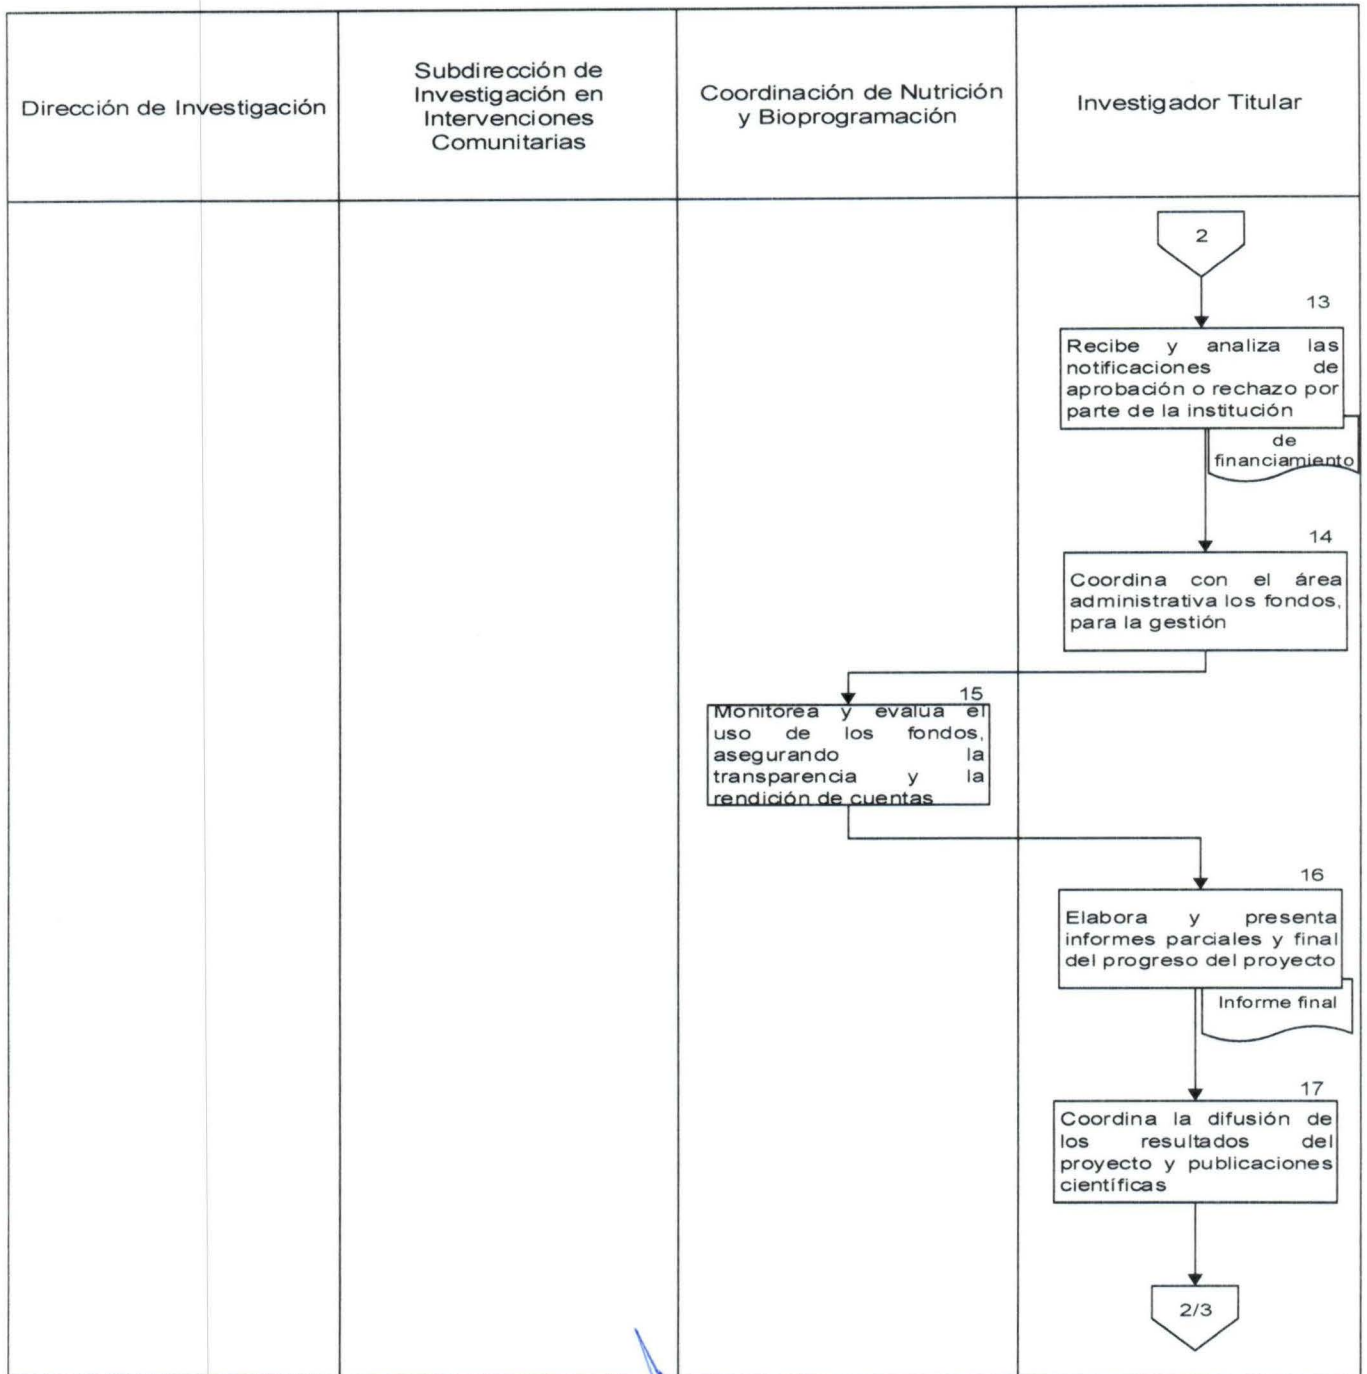 Dirección de Investigación
Subdirección de
Investigación en
Intervenciones
Comunitarias
Coordinación de Nutrición
y Bioprogramación
Investigador Titular
2
13
Recibe y analiza las
notificaciones de
aprobación o rechazo por
parte de la institución
de
financiamiento
14
Coordina con el área
administrativa los fondos,
para la gestión
15
Monitorea y evalua el
uso de los fondos,
asegurando la
transparencia y la
rendición de cuentas
16
Elabora y presenta
informes parciales y final
del progreso del proyecto
Informe final
17
Coordina la difusión de
los resultados del
proyecto y publicaciones
científicas
2/3